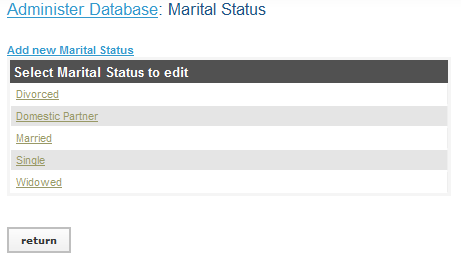 Administer Database: Marital Status
Add new Marital Status
Select Marital Status to edit
Divorced
Domestic Partner
Married
Single
Widowed
return